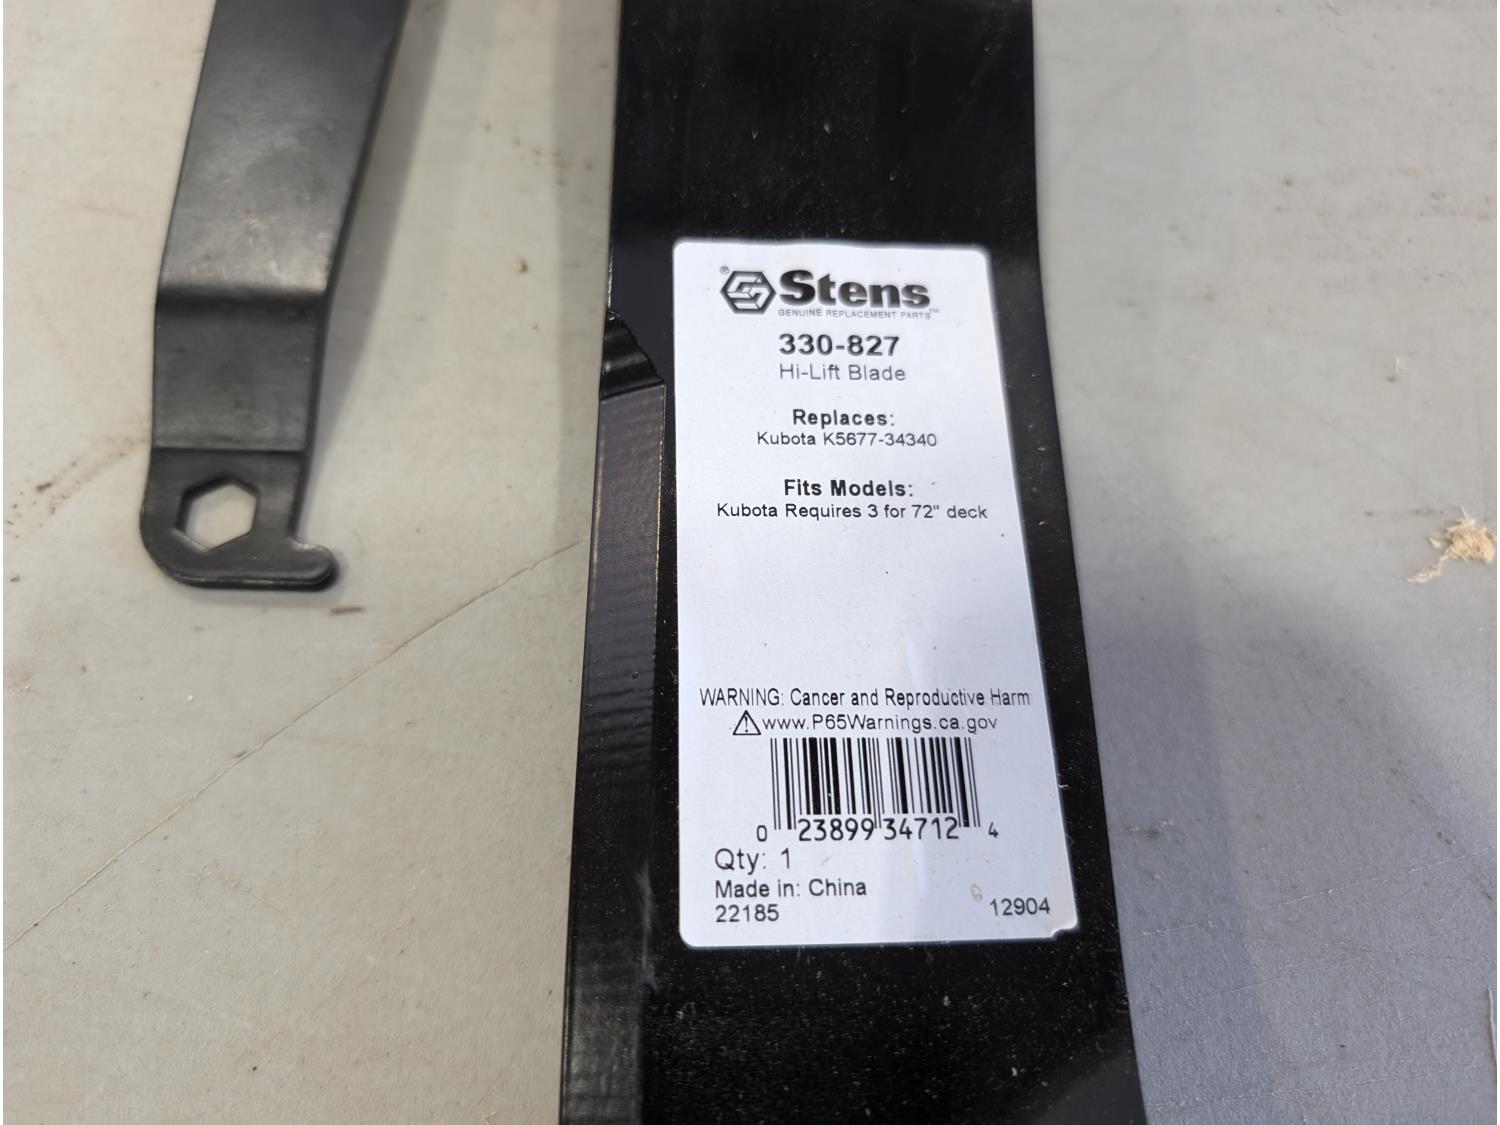 ® Stens
GENUINE REPLACEMENT PARTS™
330-827
Hi-Lift Blade
Replaces:
Kubota K5677-34340
Fits Models:
Kubota Requires 3 for 72" deck
WARNING: Cancer and Reproductive Harm
www.P65Warnings.ca.gov
0 23899 34712 4
Qty: 1
Made in: China
22185
12904